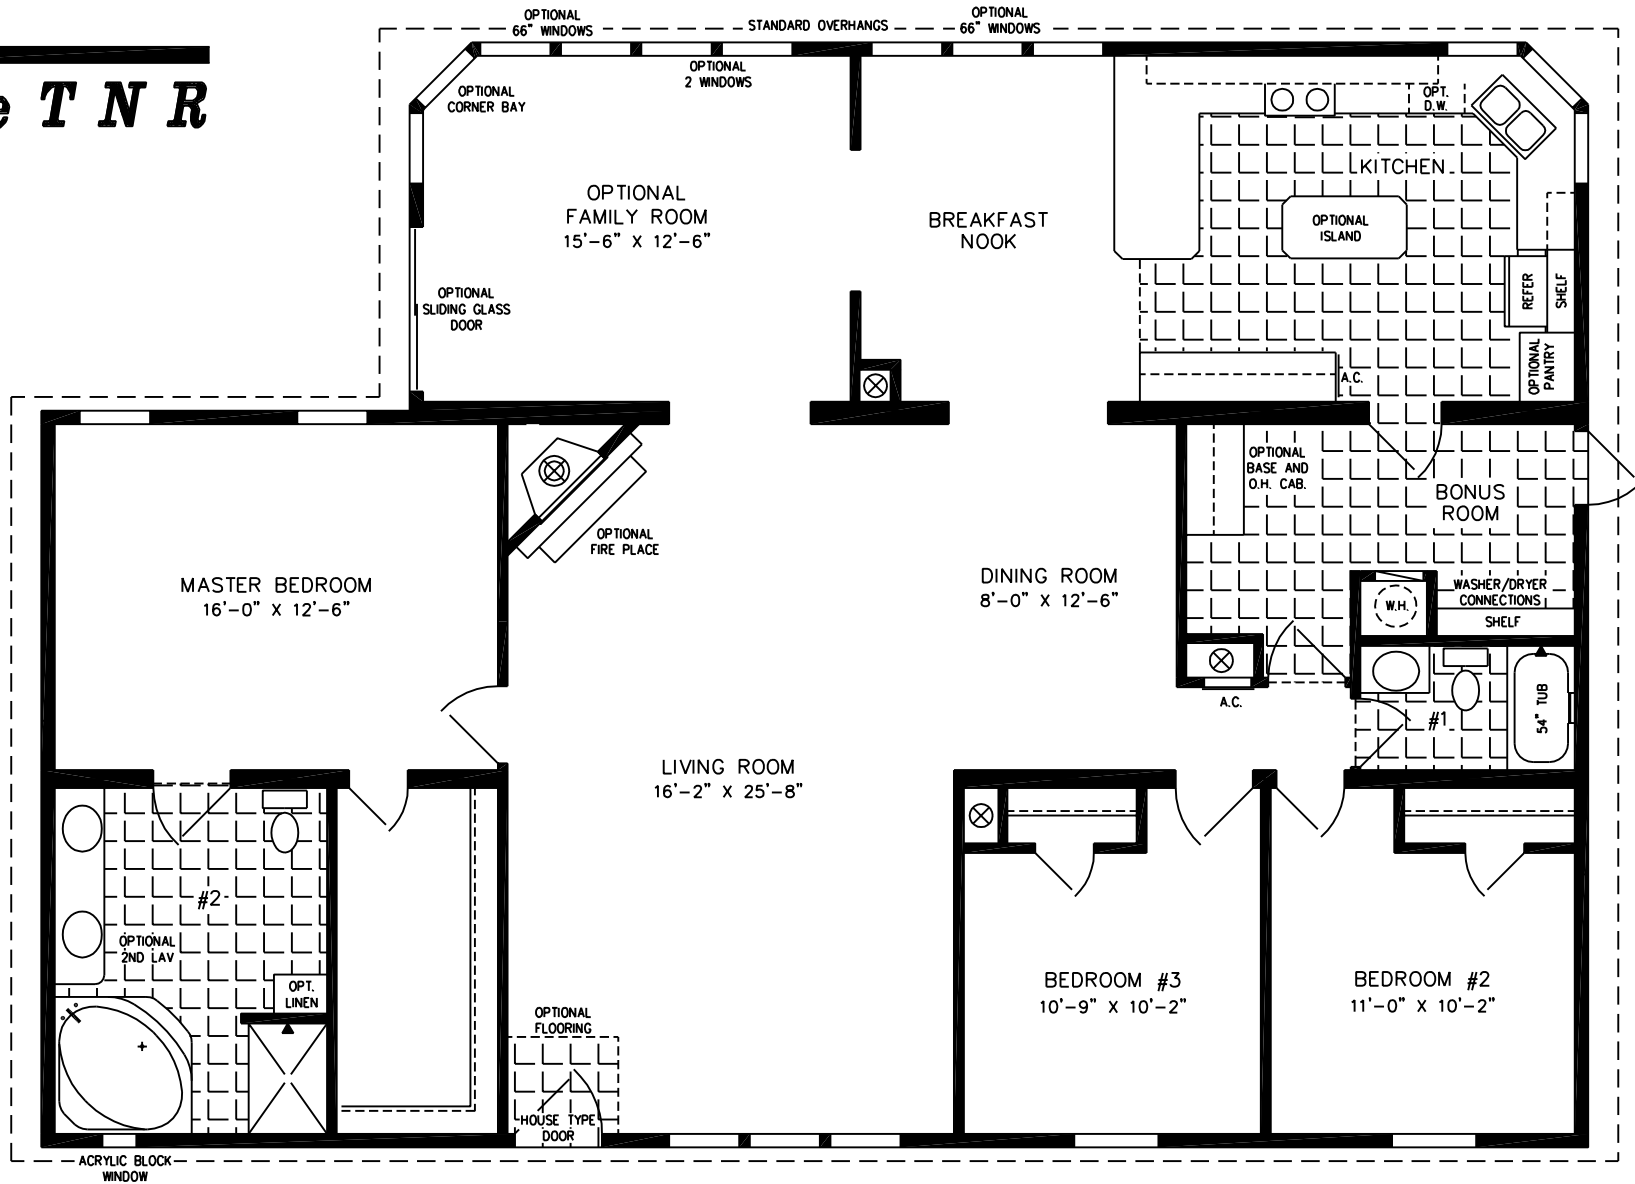 OPTIONAL
66" WINDOWS
STANDARD OVERHANGS
OPTIONAL
66" WINDOWS
e T N R
OPTIONAL
CORNER BAY
OPTIONAL
2 WINDOWS
OPT.
D.W.
KITCHEN
OPTIONAL
FAMILY ROOM
15'-6" X 12'-6"
BREAKFAST
NOOK
OPTIONAL
ISLAND
OPTIONAL
SLIDING GLASS
DOOR
REFER
SHELF
OPTIONAL
PANTRY
A.C.
OPTIONAL
BASE AND
O.H. CAB.
BONUS
ROOM
OPTIONAL
FIRE PLACE
MASTER BEDROOM
16'-0" X 12'-6"
DINING ROOM
8'-0" X 12'-6"
W.H.
WASHER/DRYER
CONNECTIONS
SHELF
A.C.
#1
54" TUB
LIVING ROOM
16'-2" X 25'-8"
#2
OPTIONAL
2ND LAV
OPT.
LINEN
BEDROOM #3
10'-9" X 10'-2"
BEDROOM #2
11'-0" X 10'-2"
OPTIONAL
FLOORING
HOUSE TYPE
DOOR
ACRYLIC BLOCK
WINDOW